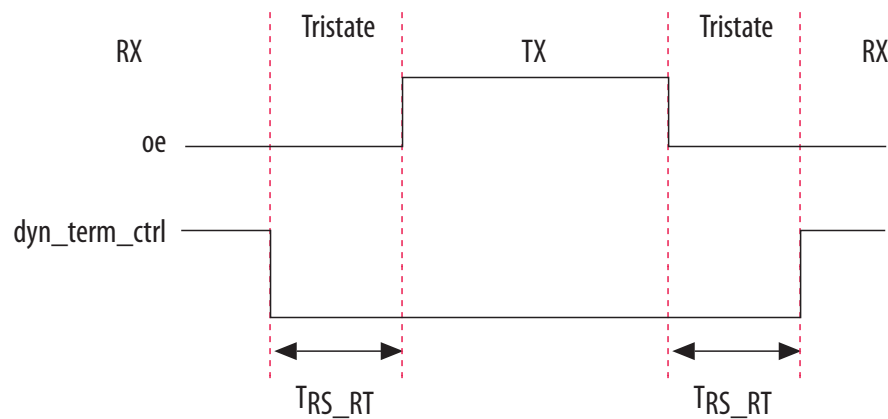 Tristate
Tristate
RX
TX
RX
oe
dyn_term_ctrl
TRS_RT
TRS_RT